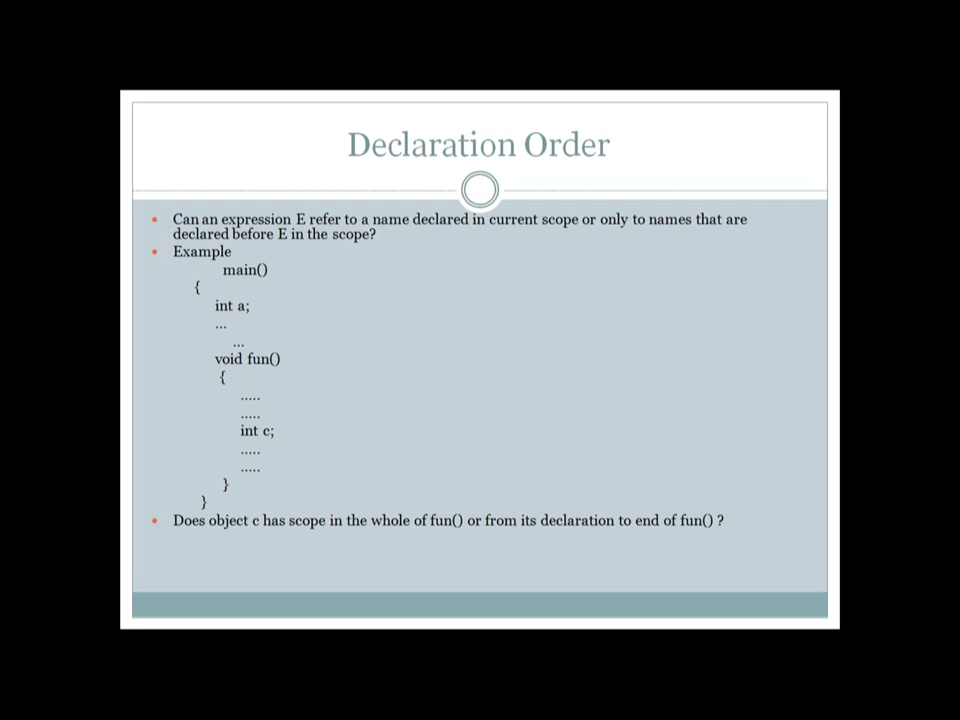 Declaration Order
• Can an expression E refer to a name declared in current scope or only to names that are
declared before E in the scope?
• Example
main()
{
int a;
...
...
void fun()
{
.....
.....
int c;
.....
.....
}
}
• Does object c has scope in the whole of fun() or from its declaration to end of fun() ?